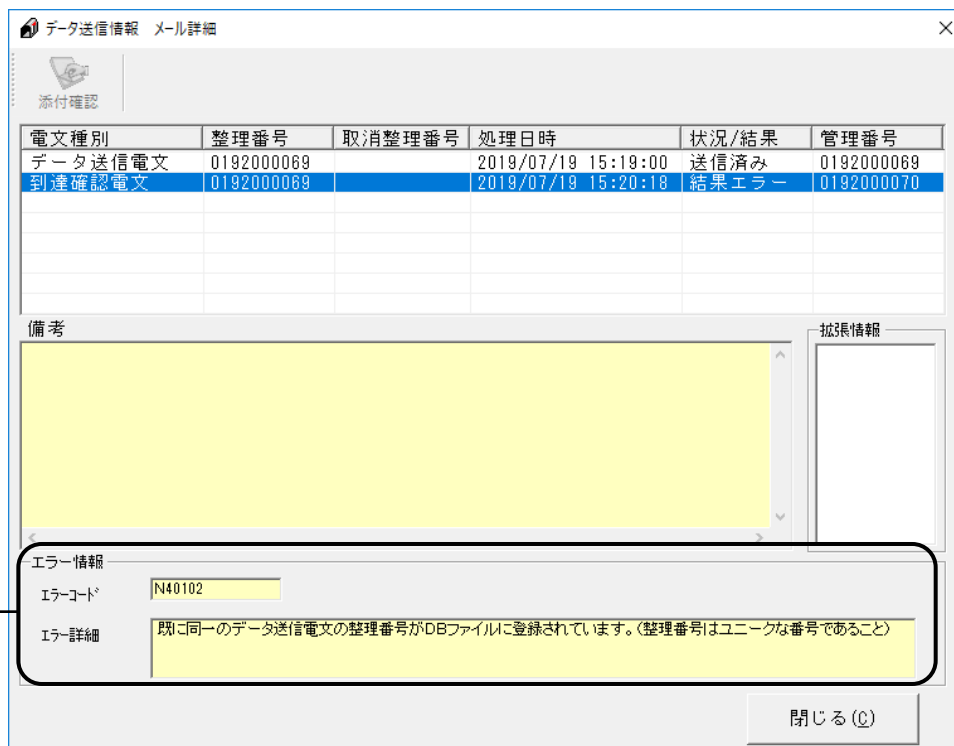 データ送信情報　メール詳細
添付確認
電文種別 整理番号 取消整理番号 処理日時 状況/結果 管理番号
データ送信電文 0192000069 2019/07/19 15:19:00 送信済み 0192000069
到達確認電文 0192000069 2019/07/19 15:20:18 結果エラー 0192000070
備考
拡張情報
エラー情報
ｴﾗｰｺｰﾄﾞ N40102
ｴﾗｰ詳細 既に同一のデータ送信電文の整理番号がDBファイルに登録されています。（整理番号はユニークな番号であること）
閉じる(C)